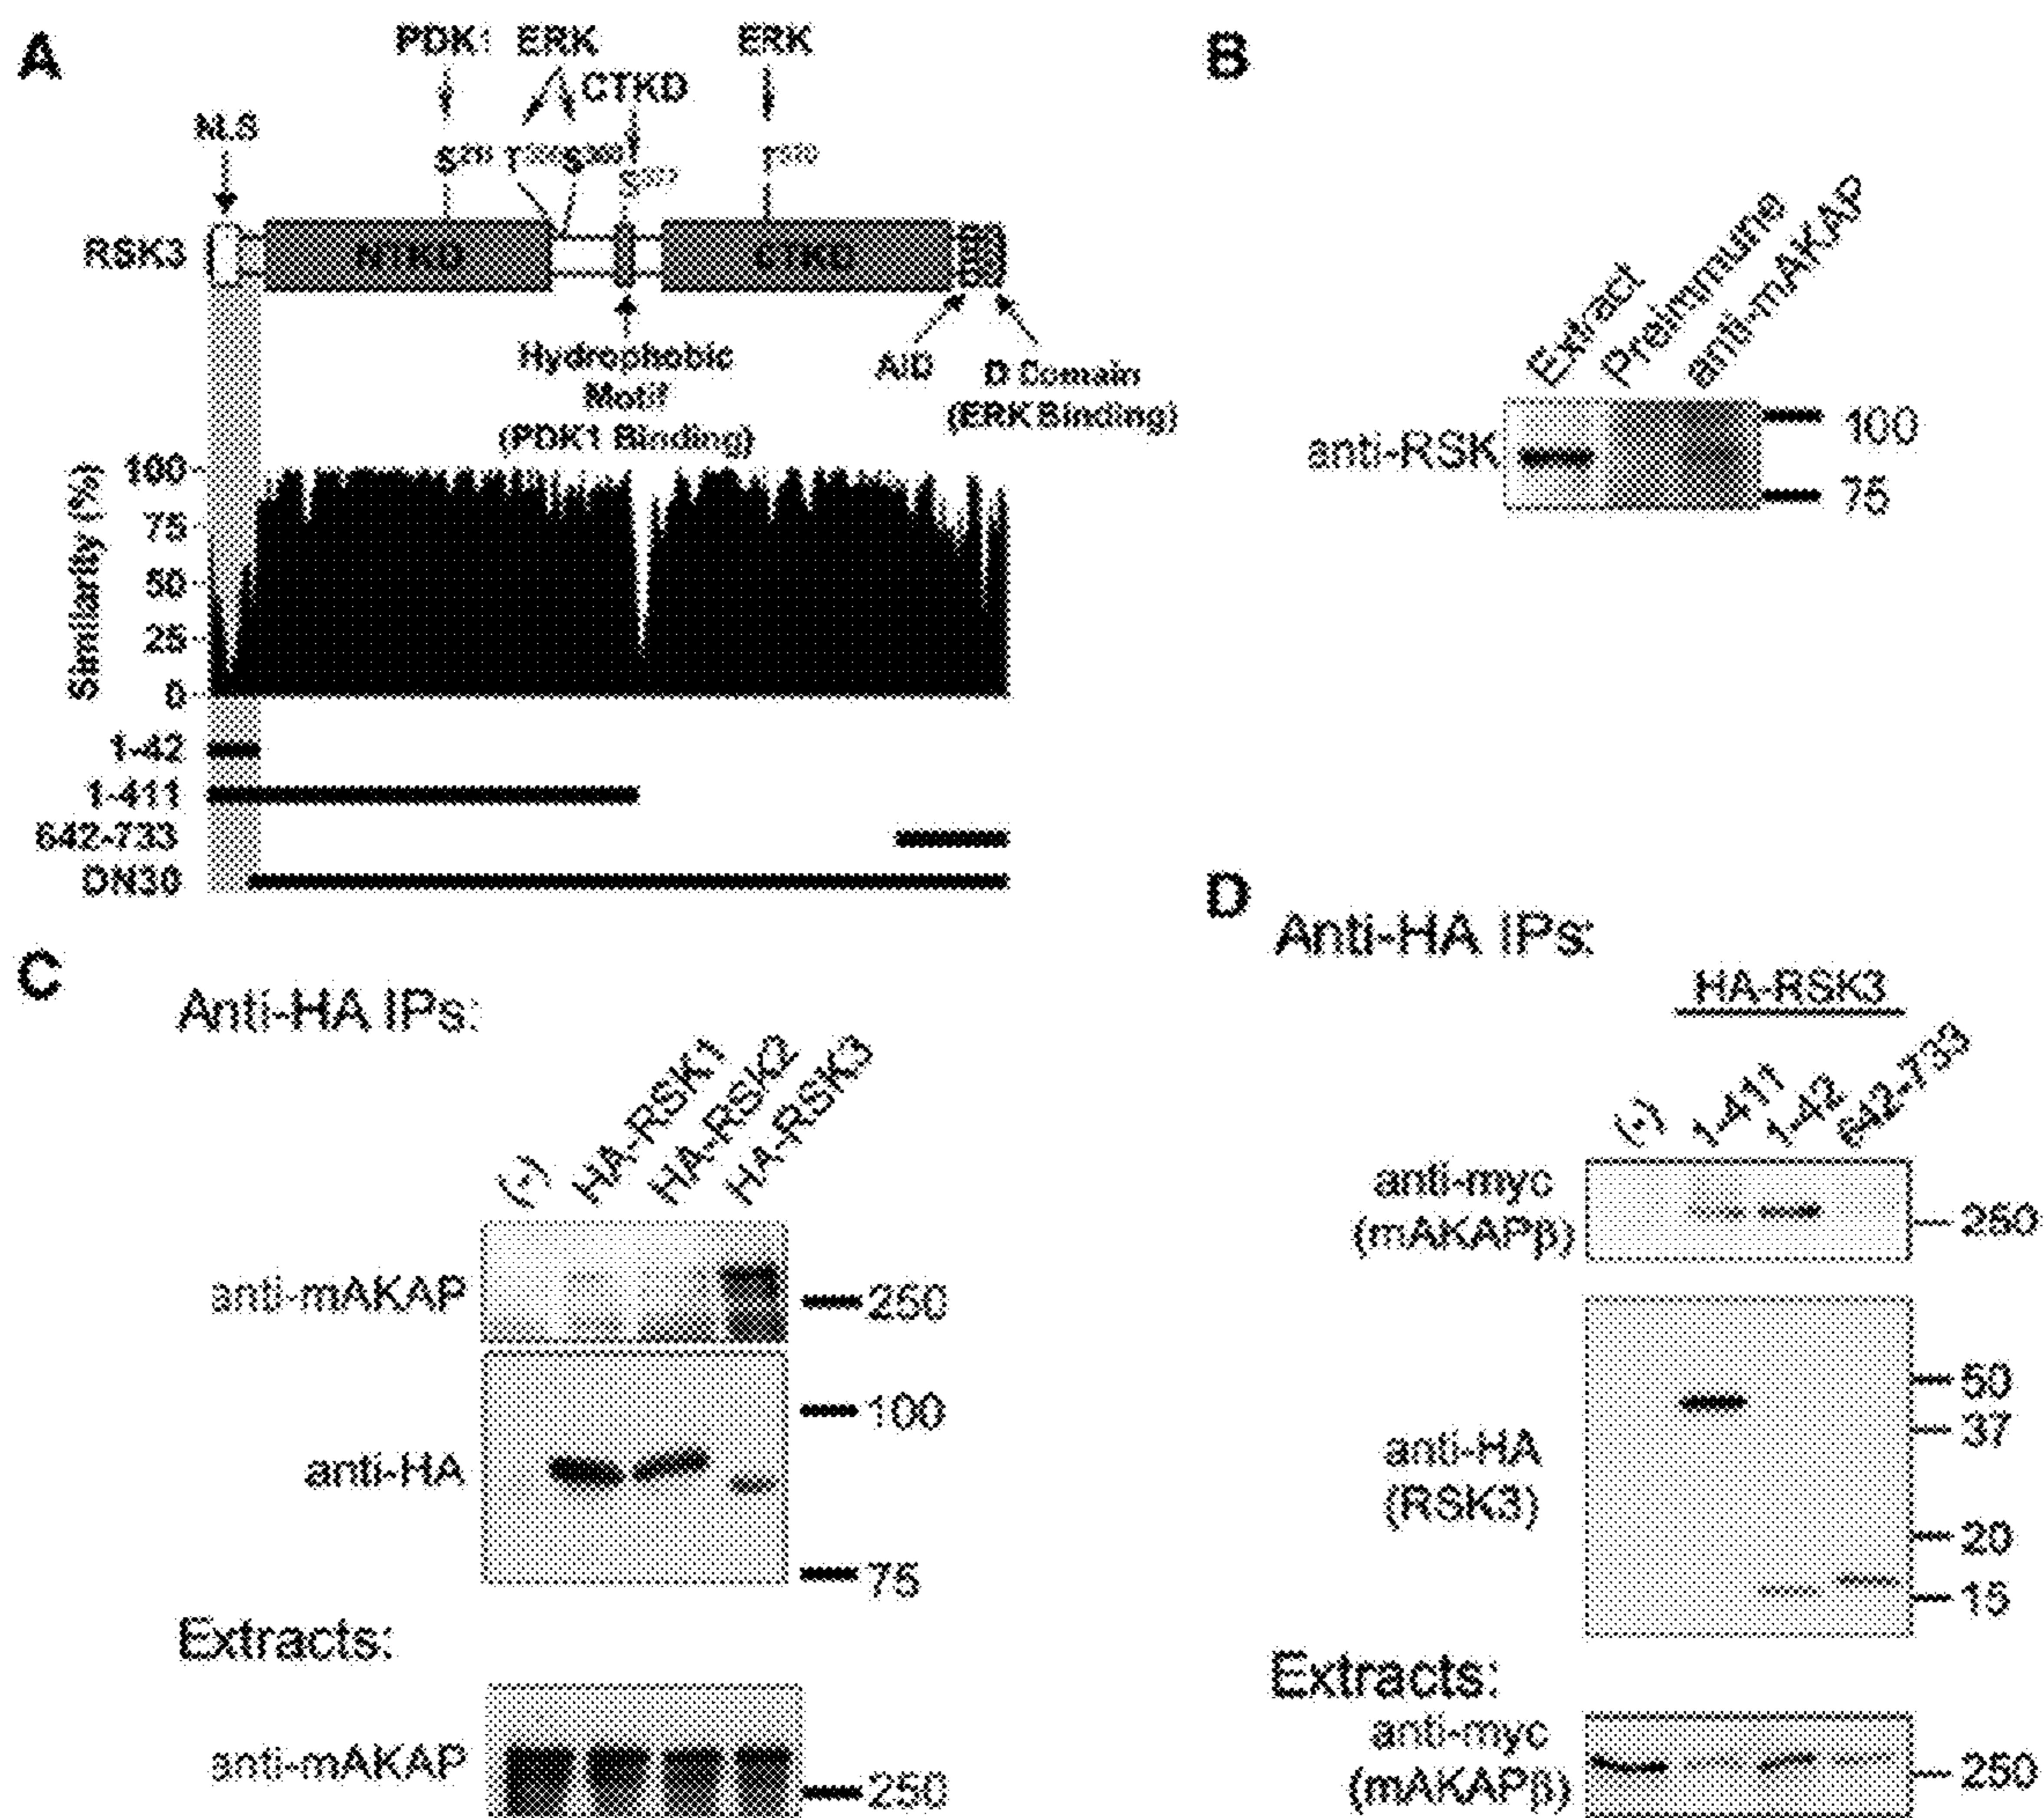 A
PDK1 ERK ERK
CTKD
NLS
RSK3
NTKD
CTKD
Hydrophobic
Motif
(PDK1 Binding)
AID
D Domain
(ERK Binding)
Similarity (%)
100
75
50
25
0
1-42
1-411
642-733
DN30
B
Extract
Preimmune
anti-mAKAP
anti-RSK
100
75
C
Anti-HA IPs:
(-)
HA-RSK1
HA-RSK2
HA-RSK3
anti-mAKAP
250
anti-HA
100
75
Extracts:
anti-mAKAP
250
D
Anti-HA IPs:
HA-RSK3
(-)
1-411
1-42
642-733
anti-myc
(mAKAPβ)
250
anti-HA
(RSK3)
50
37
20
15
Extracts:
anti-myc
(mAKAPβ)
250